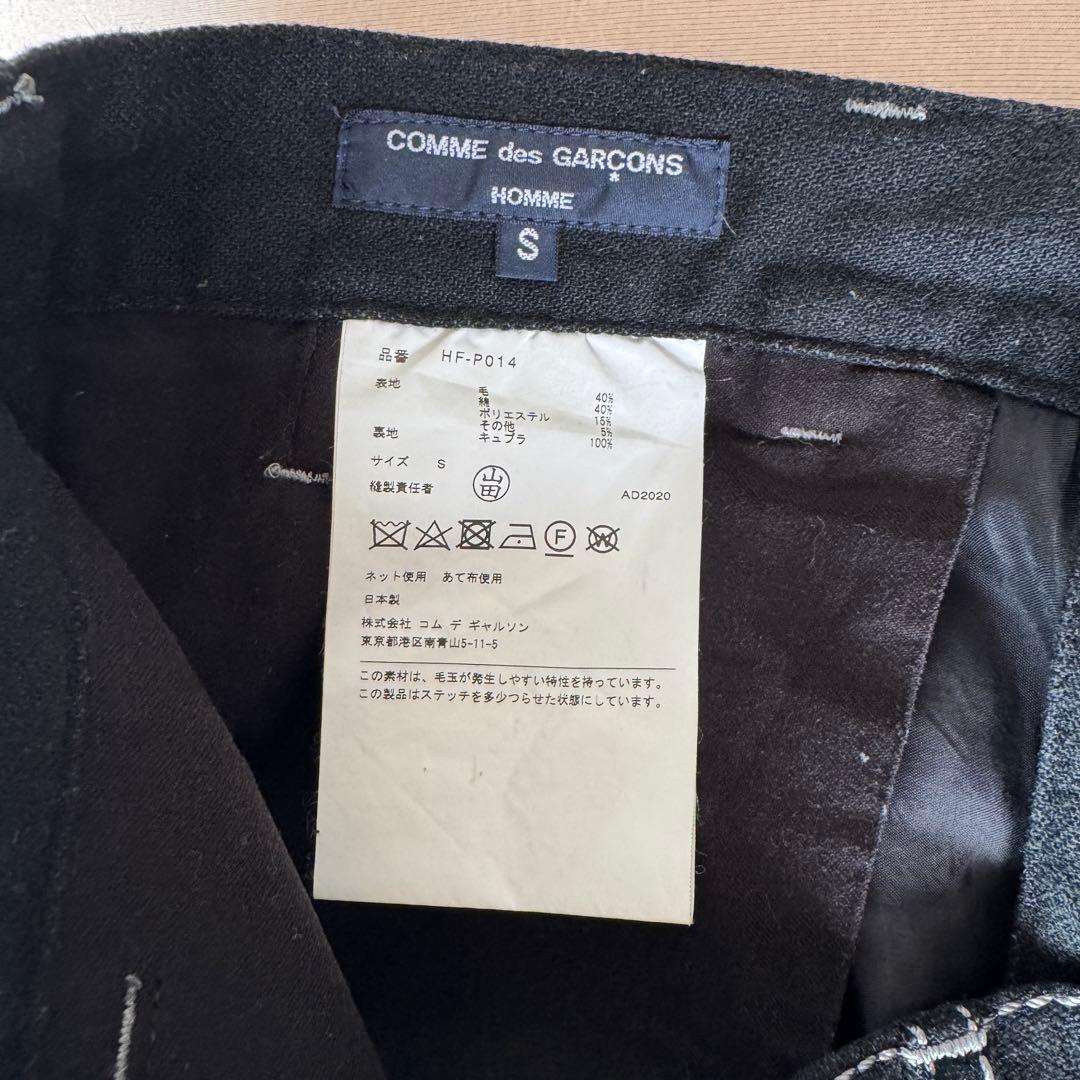 COMME des GARÇONS
HOMME
S
品番 HF-P014
表地 毛 40%
綿 40%
ポリエステル 15%
その他 5%
裏地 キュプラ 100%
サイズ S
縫製責任者 山田 AD2020
F W
ネット使用 あて布使用
日本製
株式会社 コム デ ギャルソン
東京都港区南青山5-11-5
この素材は、毛玉が発生しやすい特性を持っています。
この製品はステッチを多少つらせた状態にしています。